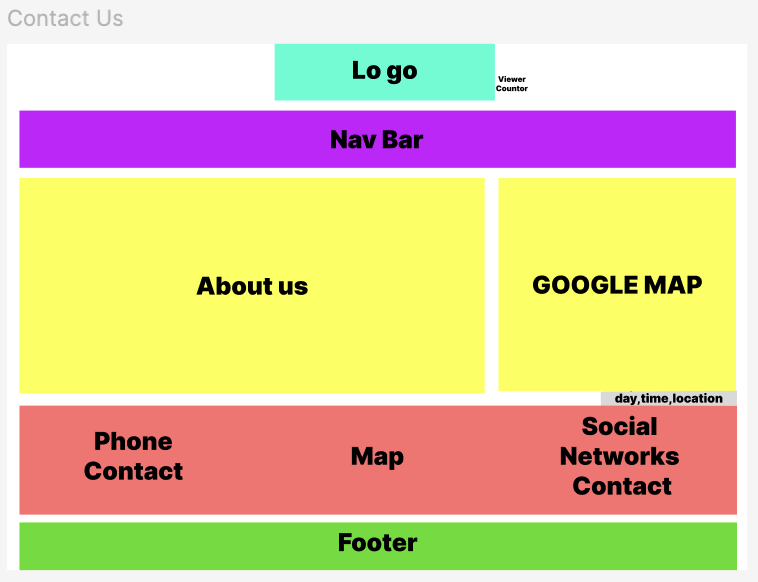 Contact Us
Lo go
Viewer
Countor
Nav Bar
About us
GOOGLE MAP
day,time,location
Phone
Contact
Map
Social
Networks
Contact
Footer